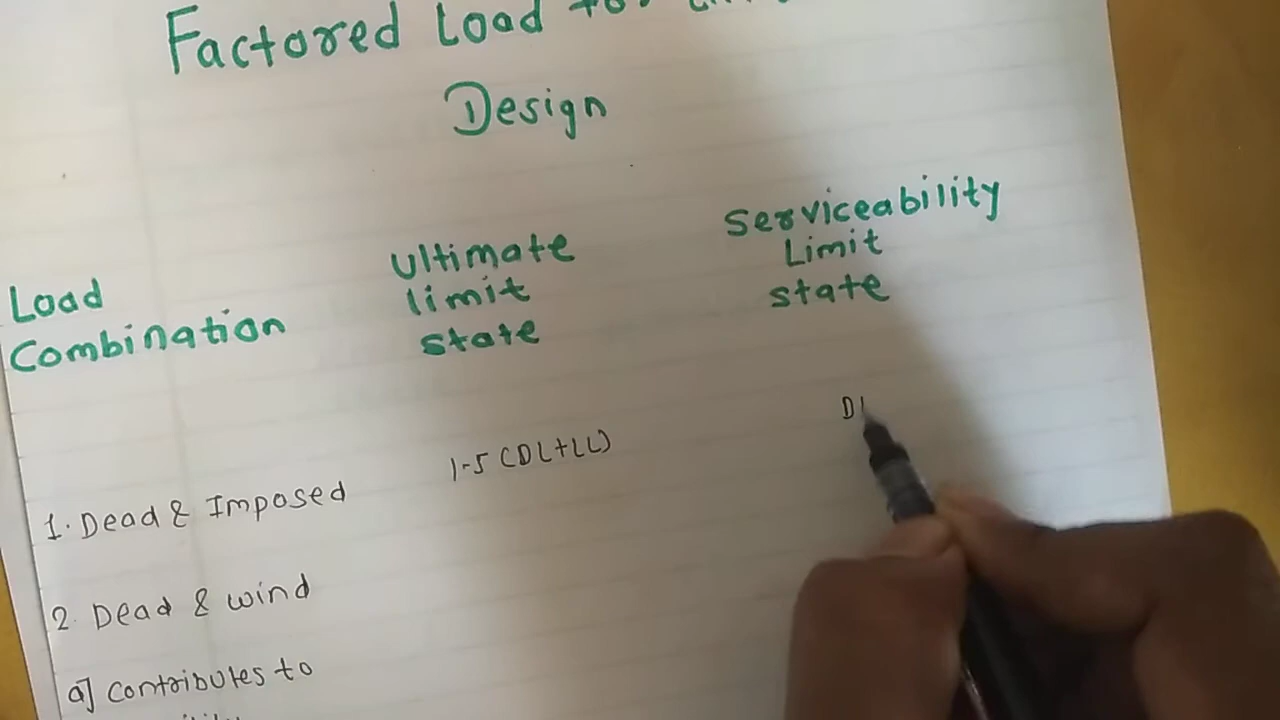 Factored Load for
Design
Load
Combination
Ultimate
limit
state
Serviceability
Limit
state
1.5 (DL+LL)
D
1. Dead & Imposed
2. Dead & wind
a] Contributes to